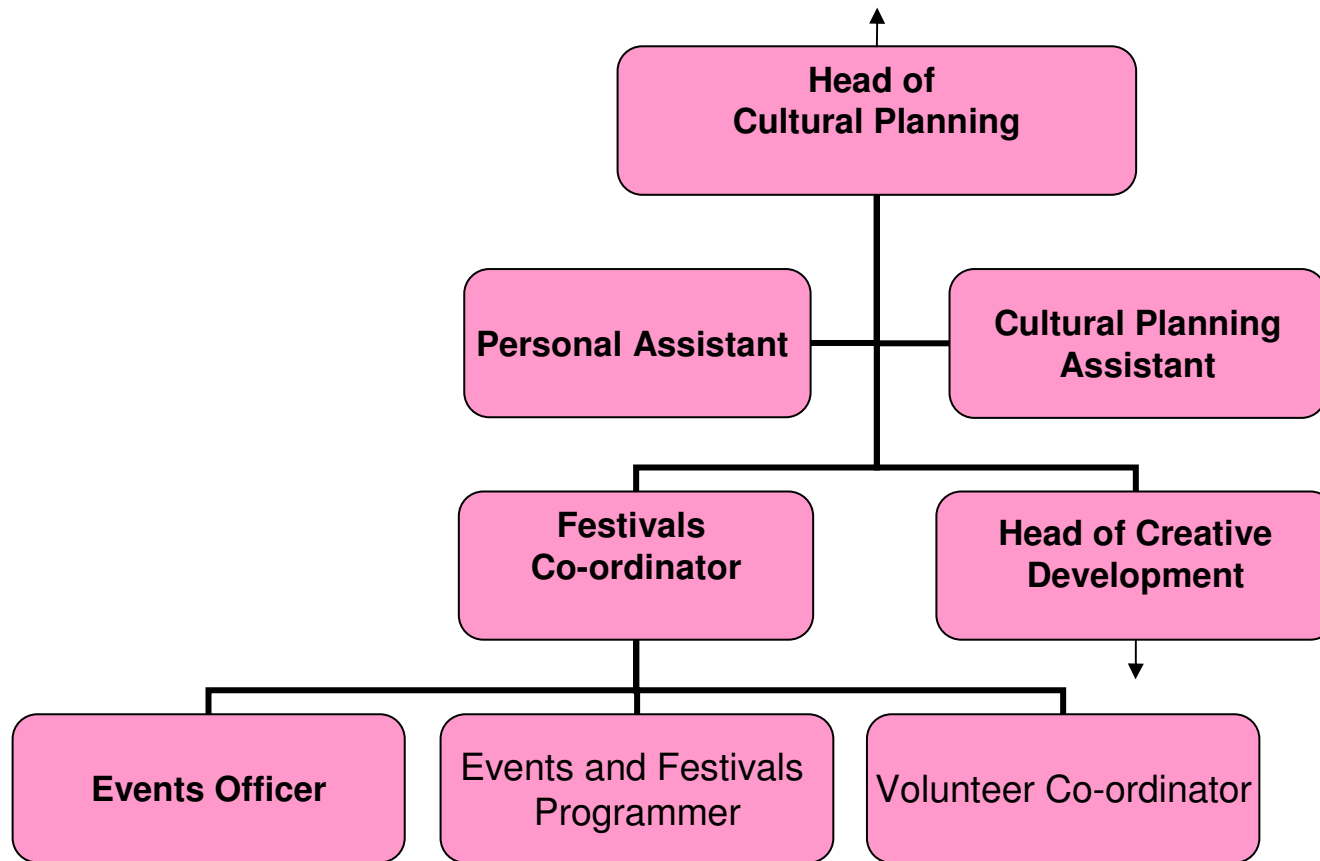 Head of
Cultural Planning
Personal Assistant
Cultural Planning
Assistant
Festivals
Co-ordinator
Head of Creative
Development
Events Officer
Events and Festivals
Programmer
Volunteer Co-ordinator